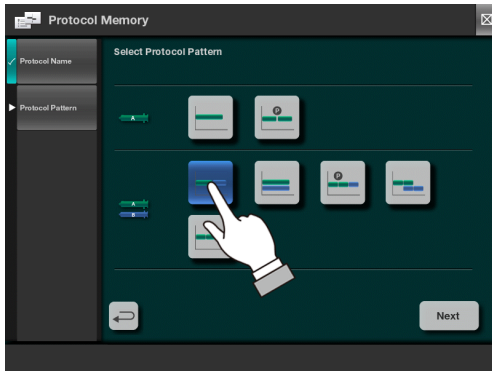 Protocol Memory
Protocol Name
Select Protocol Pattern
Protocol Pattern
A
P
P
A
B
Next